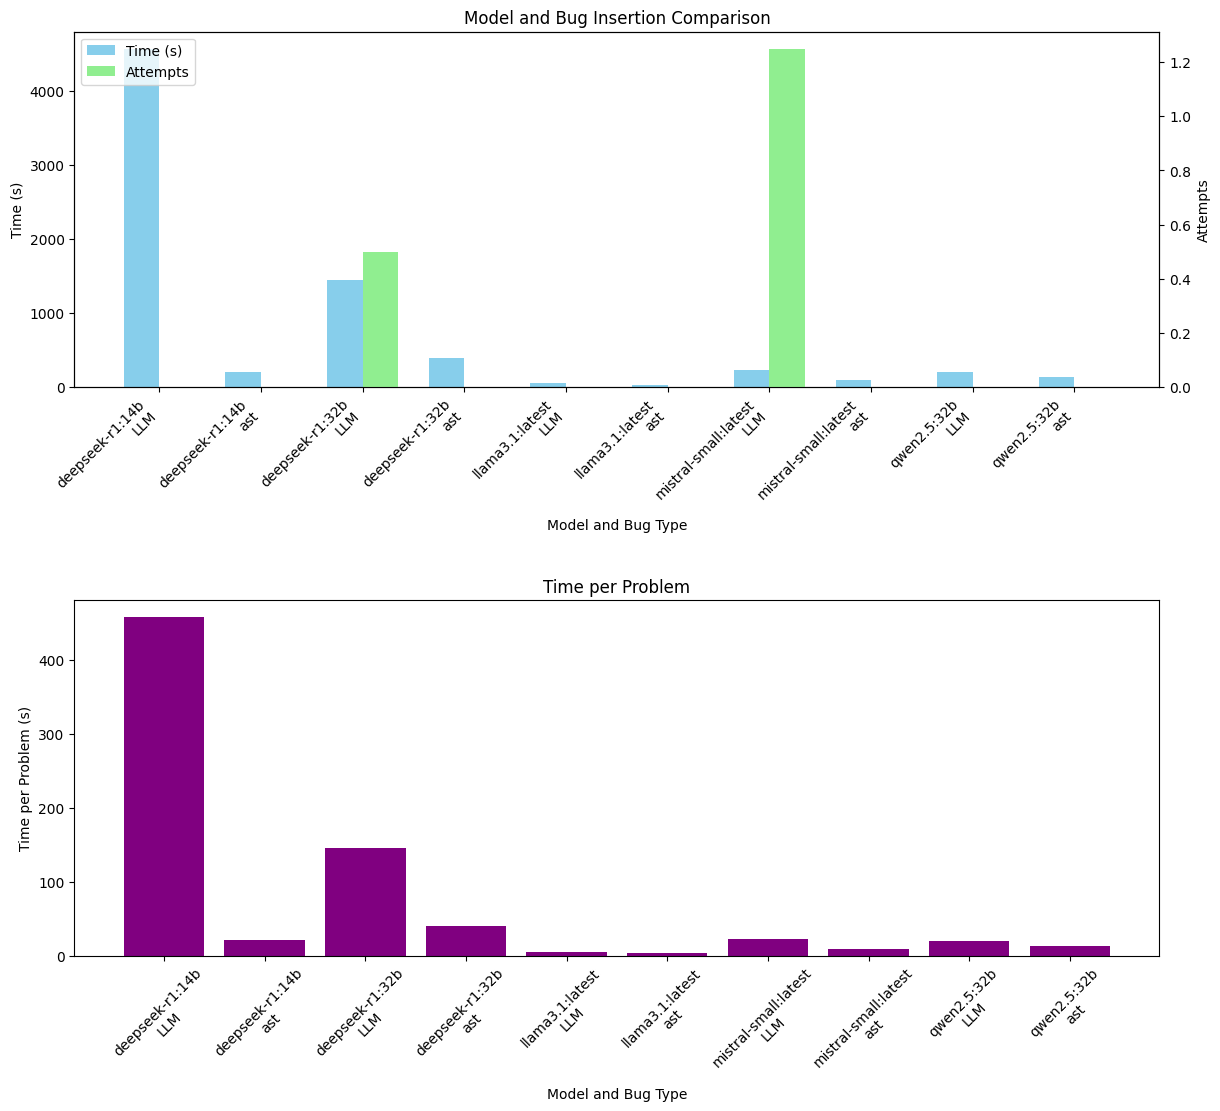 Model and Bug Insertion Comparison
Time (s)
Attempts
Time (s)
4000
3000
2000
1000
0
1.2
1.0
0.8
0.6
0.4
0.2
0.0
Attempts
deepseek-r1:14b
LLM
deepseek-r1:14b
ast
deepseek-r1:32b
LLM
deepseek-r1:32b
ast
llama3.1:latest
LLM
llama3.1:latest
ast
mistral-small:latest
LLM
mistral-small:latest
ast
qwen2.5:32b
LLM
qwen2.5:32b
ast
Model and Bug Type
Time per Problem
Time per Problem (s)
400
300
200
100
0
deepseek-r1:14b
LLM
deepseek-r1:14b
ast
deepseek-r1:32b
LLM
deepseek-r1:32b
ast
llama3.1:latest
LLM
llama3.1:latest
ast
mistral-small:latest
LLM
mistral-small:latest
ast
qwen2.5:32b
LLM
qwen2.5:32b
ast
Model and Bug Type